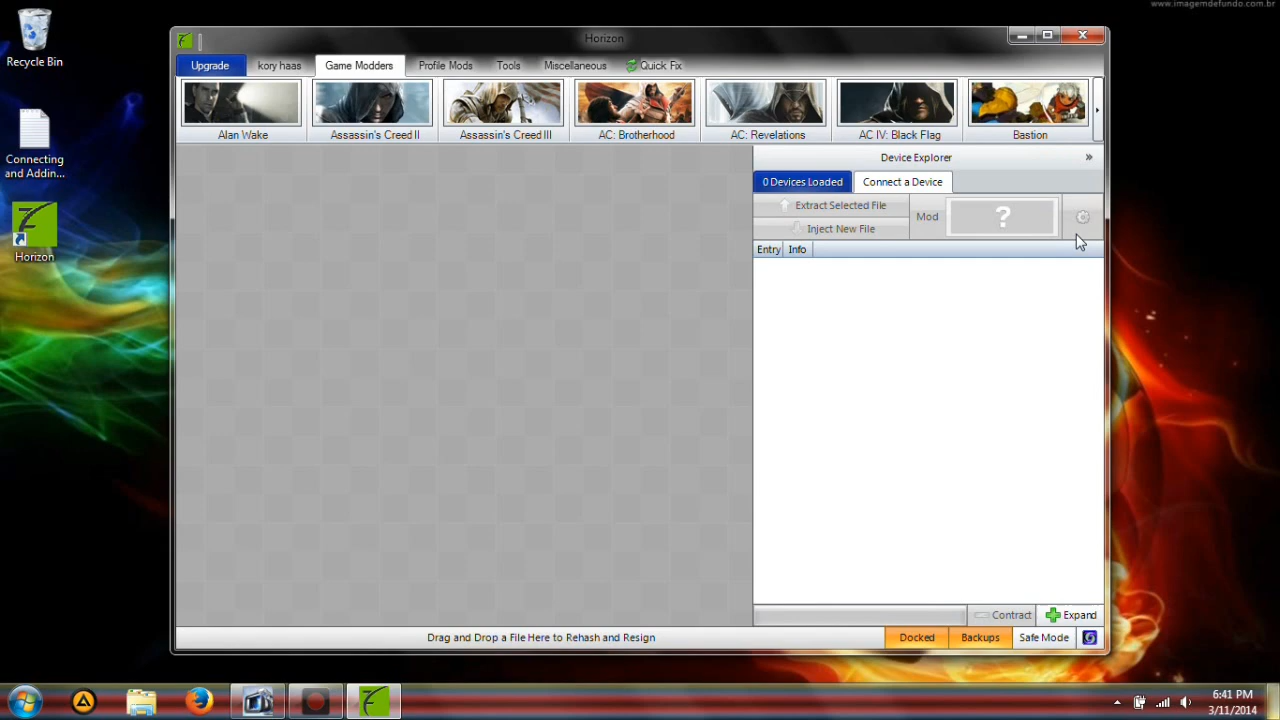 www.imagemdefundo.com.br
Recycle Bin
Connecting
and Addin...
Horizon
Horizon
Upgrade kory haas Game Modders Profile Mods Tools Miscellaneous Quick Fix
Alan Wake Assassin's Creed II Assassin's Creed III AC: Brotherhood AC: Revelations AC IV: Black Flag Bastion
Device Explorer »
0 Devices Loaded Connect a Device
Extract Selected File
Inject New File
Mod ?
Entry Info
Contract Expand
Drag and Drop a File Here to Rehash and Resign Docked Backups Safe Mode
6:41 PM
3/11/2014